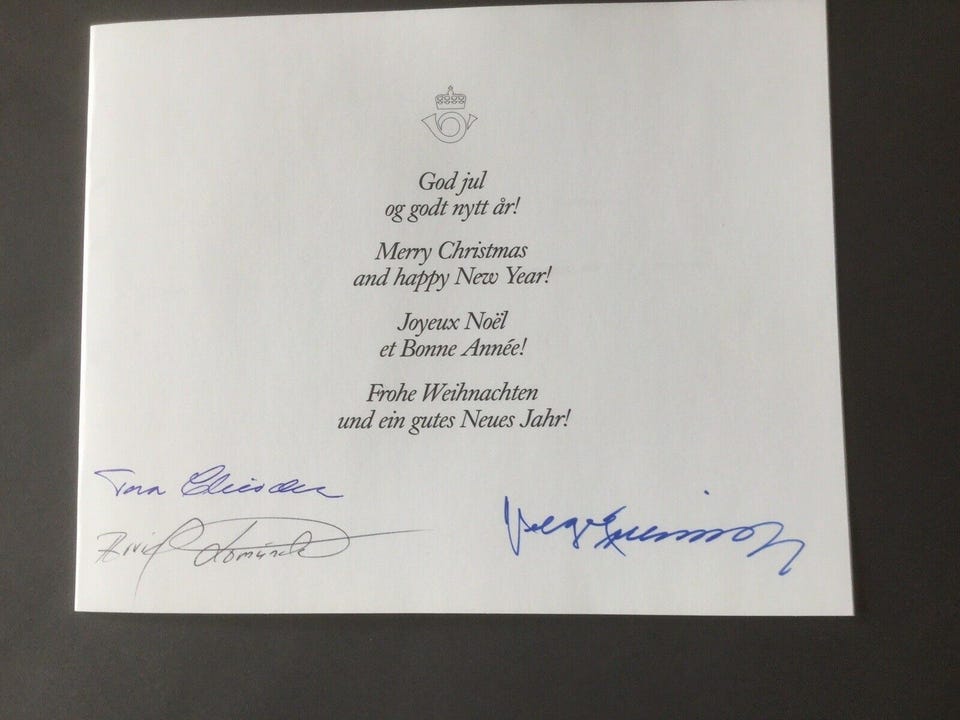 God jul
og godt nytt år!
Merry Christmas
and happy New Year!
Joyeux Noël
et Bonne Année!
Frohe Weihnachten
und ein gutes Neues Jahr!